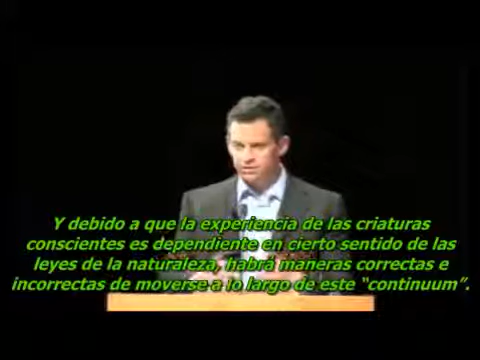 Y debido a que la experiencia de las criaturas
conscientes es dependiente en cierto sentido de las
leyes de la naturaleza, habrá maneras correctas e
incorrectas de moverse a lo largo de este “continuum”.